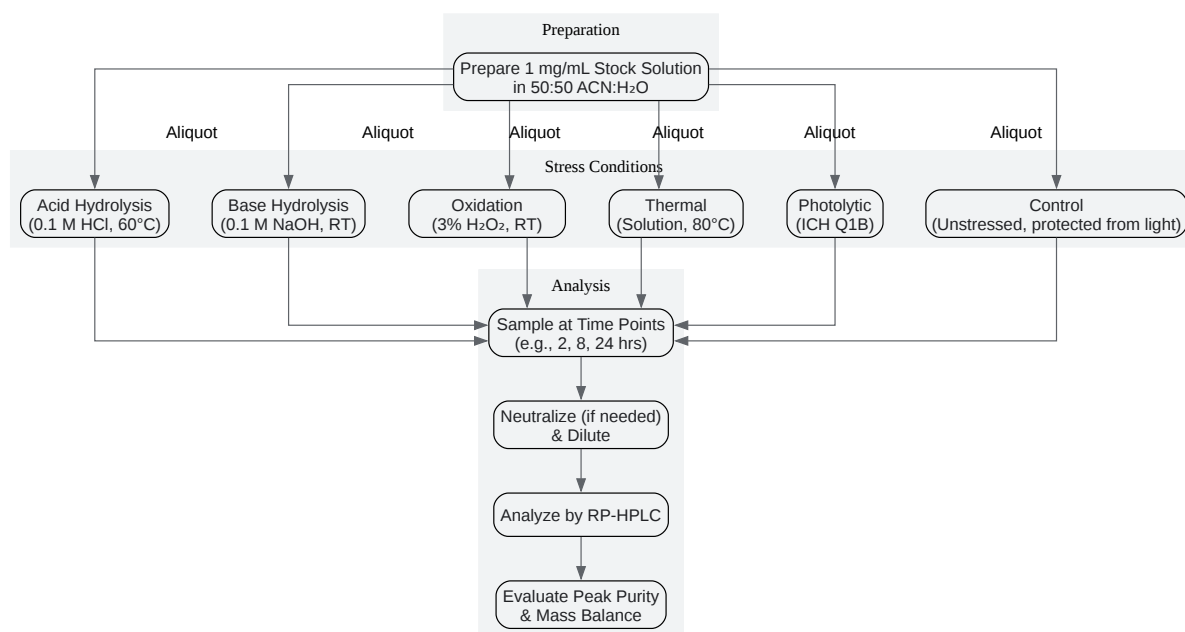 Preparation
Prepare 1 mg/mL Stock Solution
in 50:50 ACN:H₂O
Aliquot
Aliquot
Aliquot
Aliquot
Aliquot
Aliquot
Stress Conditions
Acid Hydrolysis
(0.1 M HCl, 60°C)
Base Hydrolysis
(0.1 M NaOH, RT)
Oxidation
(3% H₂O₂, RT)
Thermal
(Solution, 80°C)
Photolytic
(ICH Q1B)
Control
(Unstressed, protected from light)
Analysis
Sample at Time Points
(e.g., 2, 8, 24 hrs)
Neutralize (if needed)
& Dilute
Analyze by RP-HPLC
Evaluate Peak Purity
& Mass Balance